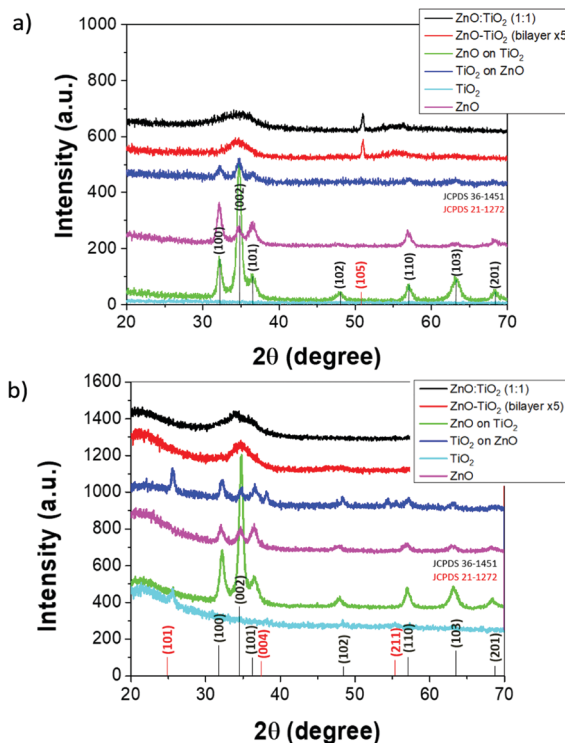 a)
Intensity (a.u.)
1000
800
600
400
200
0
ZnO:TiO₂ (1:1)
ZnO-TiO₂ (bilayer x5)
ZnO on TiO₂
TiO₂ on ZnO
TiO₂
ZnO
JCPDS 36-1451
JCPDS 21-1272
(100)
(002)
(101)
(102)
(105)
(110)
(103)
(201)
20 30 40 50 60 70
2θ (degree)
b)
Intensity (a.u.)
1600
1400
1200
1000
800
600
400
200
0
ZnO:TiO₂ (1:1)
ZnO-TiO₂ (bilayer x5)
ZnO on TiO₂
TiO₂ on ZnO
TiO₂
ZnO
JCPDS 36-1451
JCPDS 21-1272
(101)
(100)
(002)
(101)
(004)
(102)
(211)
(110)
(103)
(201)
20 30 40 50 60 70
2θ (degree)